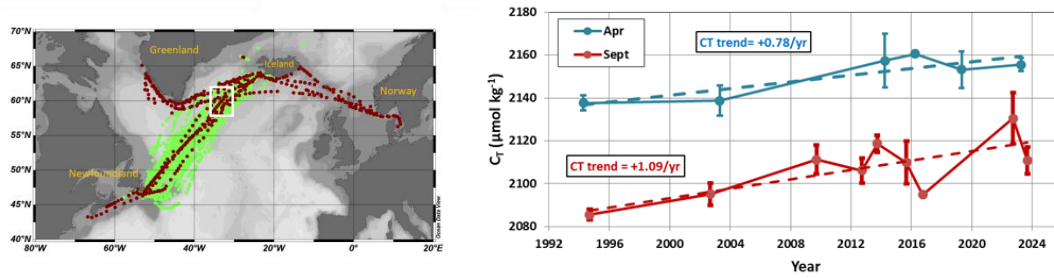 70°N
65°N
60°N
55°N
50°N
45°N
40°N
80°W
60°W
40°W
20°W
0°
20°E
Greenland
Iceland
Norway
Newfoundland
Ocean Data View
2180
2160
2140
2120
2100
2080
C_T (µmol kg⁻¹)
Apr
Sept
CT trend= +0.78/yr
CT trend = +1.09/yr
1992
1996
2000
2004
2008
2012
2016
2020
2024
Year